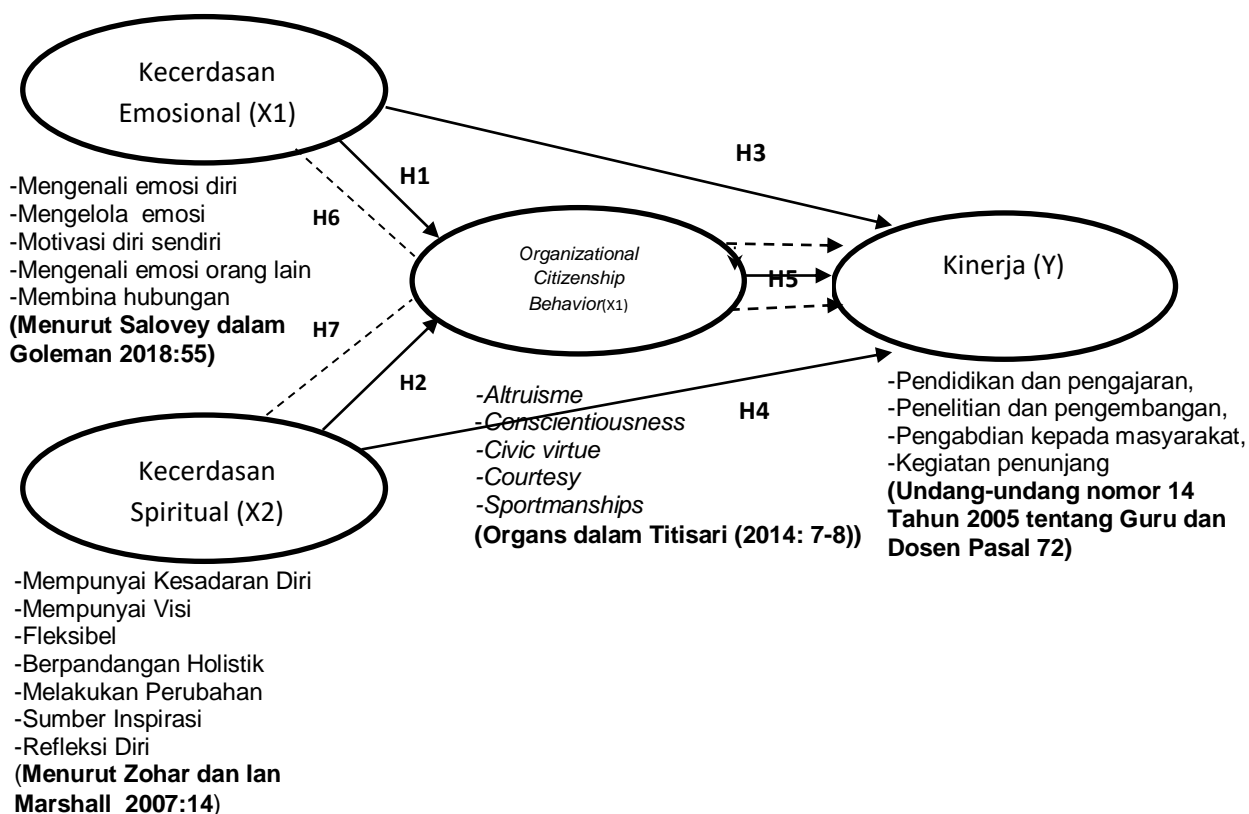 Kecerdasan
Emosional (X1)
-Mengenali emosi diri
-Mengelola emosi
-Motivasi diri sendiri
-Mengenali emosi orang lain
-Membina hubungan
(Menurut Salovey dalam
Goleman 2018:55)
H1
H6
H3
H7
H2
Organizational
Citizenship
Behavior(X1)
H5
Kinerja (Y)
H4
Kecerdasan
Spiritual (X2)
-Altruisme
-Conscientiousness
-Civic virtue
-Courtesy
-Sportmanships
(Organs dalam Titisari (2014: 7-8))
-Pendidikan dan pengajaran,
-Penelitian dan pengembangan,
-Pengabdian kepada masyarakat,
-Kegiatan penunjang
(Undang-undang nomor 14
Tahun 2005 tentang Guru dan
Dosen Pasal 72)
-Mempunyai Kesadaran Diri
-Mempunyai Visi
-Fleksibel
-Berpandangan Holistik
-Melakukan Perubahan
-Sumber Inspirasi
-Refleksi Diri
(Menurut Zohar dan Ian
Marshall 2007:14)